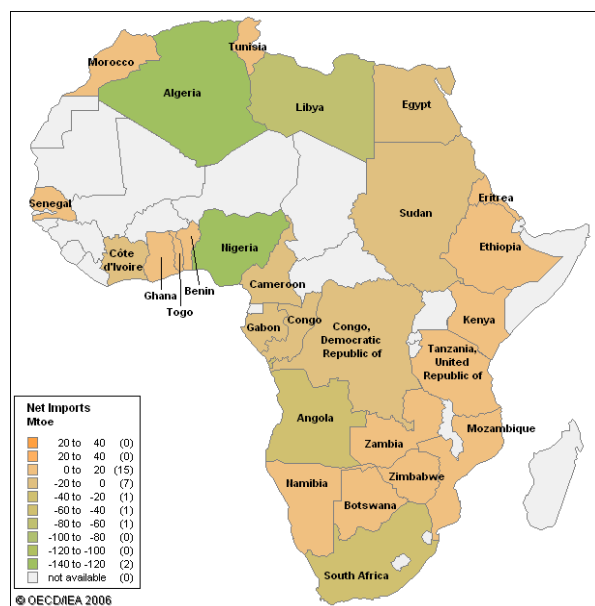 Morocco
Tunisia
Algeria
Libya
Egypt
Senegal
Eritrea
Sudan
Nigeria
Ethiopia
Côte
d'Ivoire
Ghana
Togo
Benin
Cameroon
Gabon
Congo
Congo,
Democratic
Republic of
Kenya
Tanzania,
United
Republic of
Angola
Mozambique
Zambia
Zimbabwe
Namibia
Botswana
South Africa
Net Imports
Mtoe
20 to 40 (0)
20 to 40 (0)
0 to 20 (15)
-20 to 0 (7)
-40 to -20 (1)
-60 to -40 (1)
-80 to -60 (1)
-100 to -80 (0)
-120 to -100 (0)
-140 to -120 (2)
not available (0)
© OECD/IEA 2006